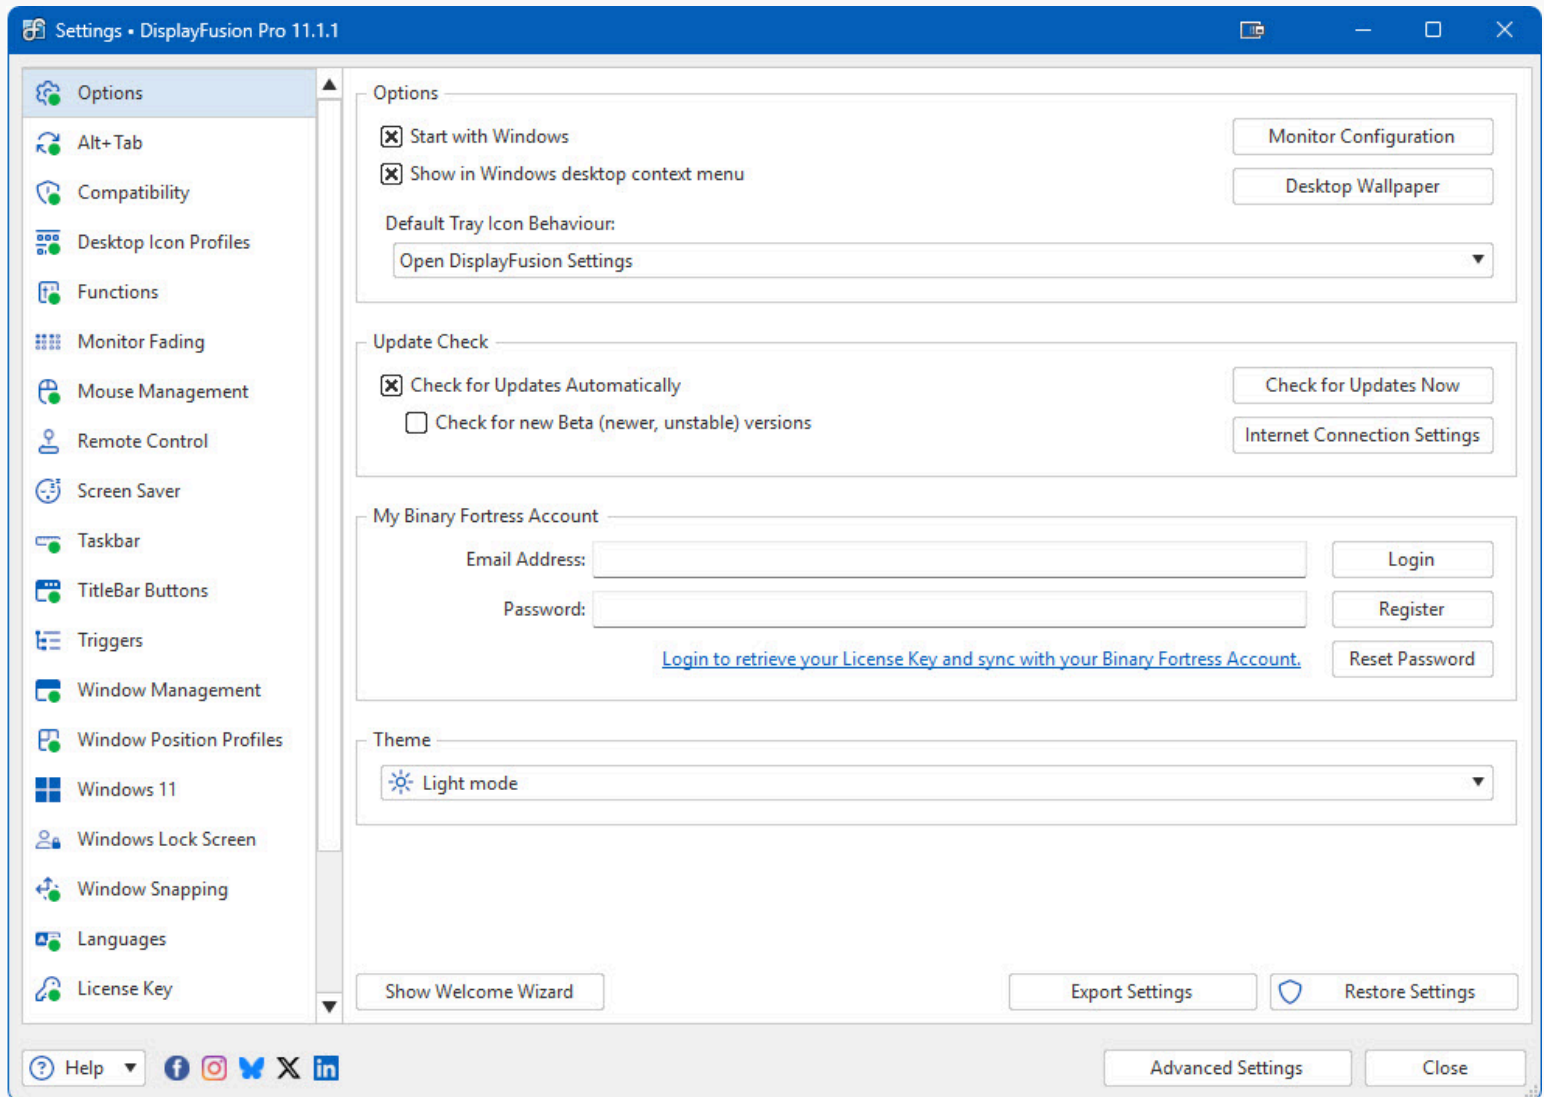 Settings • DisplayFusion Pro 11.1.1
Options
Alt+Tab
Compatibility
Desktop Icon Profiles
Functions
Monitor Fading
Mouse Management
Remote Control
Screen Saver
Taskbar
TitleBar Buttons
Triggers
Window Management
Window Position Profiles
Windows 11
Windows Lock Screen
Window Snapping
Languages
License Key
Options
Start with Windows
Monitor Configuration
Show in Windows desktop context menu
Desktop Wallpaper
Default Tray Icon Behaviour:
Open DisplayFusion Settings
Update Check
Check for Updates Automatically
Check for Updates Now
Check for new Beta (newer, unstable) versions
Internet Connection Settings
My Binary Fortress Account
Email Address:
Login
Password:
Register
Login to retrieve your License Key and sync with your Binary Fortress Account.
Reset Password
Theme
Light mode
Show Welcome Wizard
Export Settings
Restore Settings
Help
Advanced Settings
Close